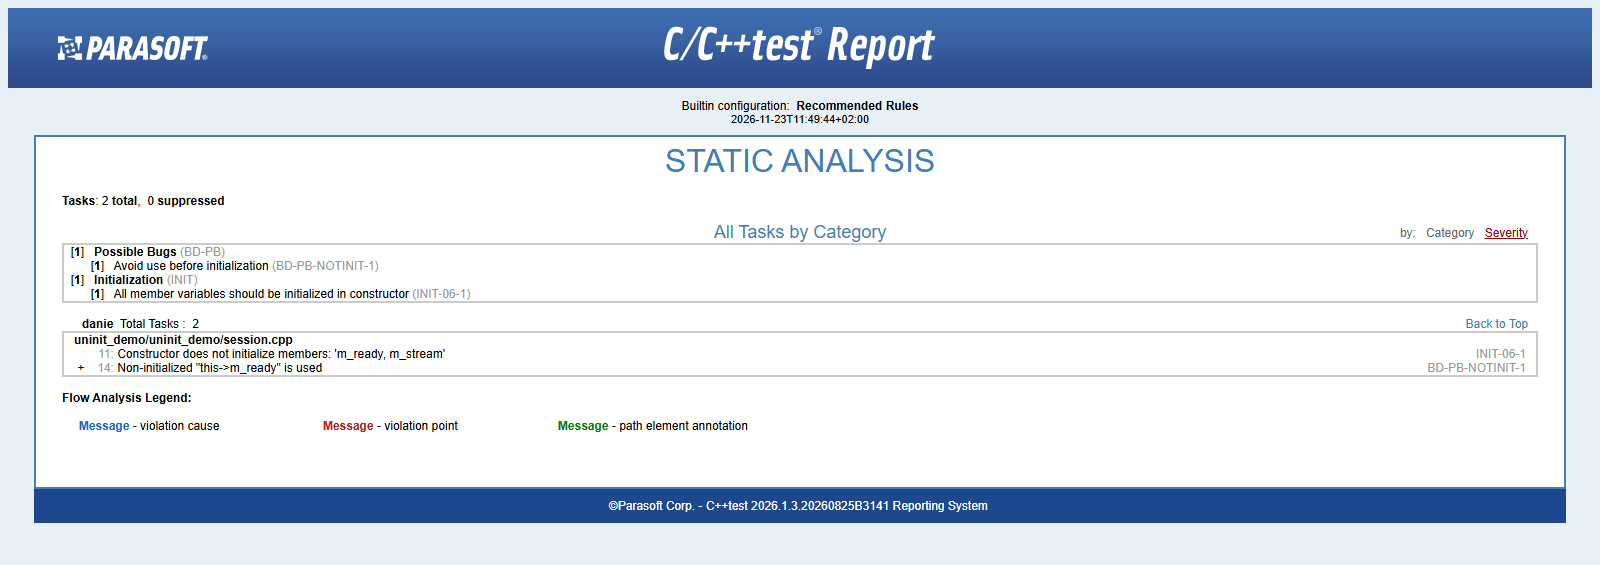 PARASOFT®
C/C++test® Report
Builtin configuration: Recommended Rules
2026-11-23T11:49:44+02:00
STATIC ANALYSIS
Tasks: 2 total, 0 suppressed
All Tasks by Category
by: Category Severity
[1] Possible Bugs (BD-PB)
[1] Avoid use before initialization (BD-PB-NOTINIT-1)
[1] Initialization (INIT)
[1] All member variables should be initialized in constructor (INIT-06-1)
danie Total Tasks : 2 Back to Top
uninit_demo/uninit_demo/session.cpp
11: Constructor does not initialize members: 'm_ready, m_stream' INIT-06-1
+ 14: Non-initialized "this->m_ready" is used BD-PB-NOTINIT-1
Flow Analysis Legend:
Message - violation cause Message - violation point Message - path element annotation
©Parasoft Corp. - C++test 2026.1.3.20260825B3141 Reporting System